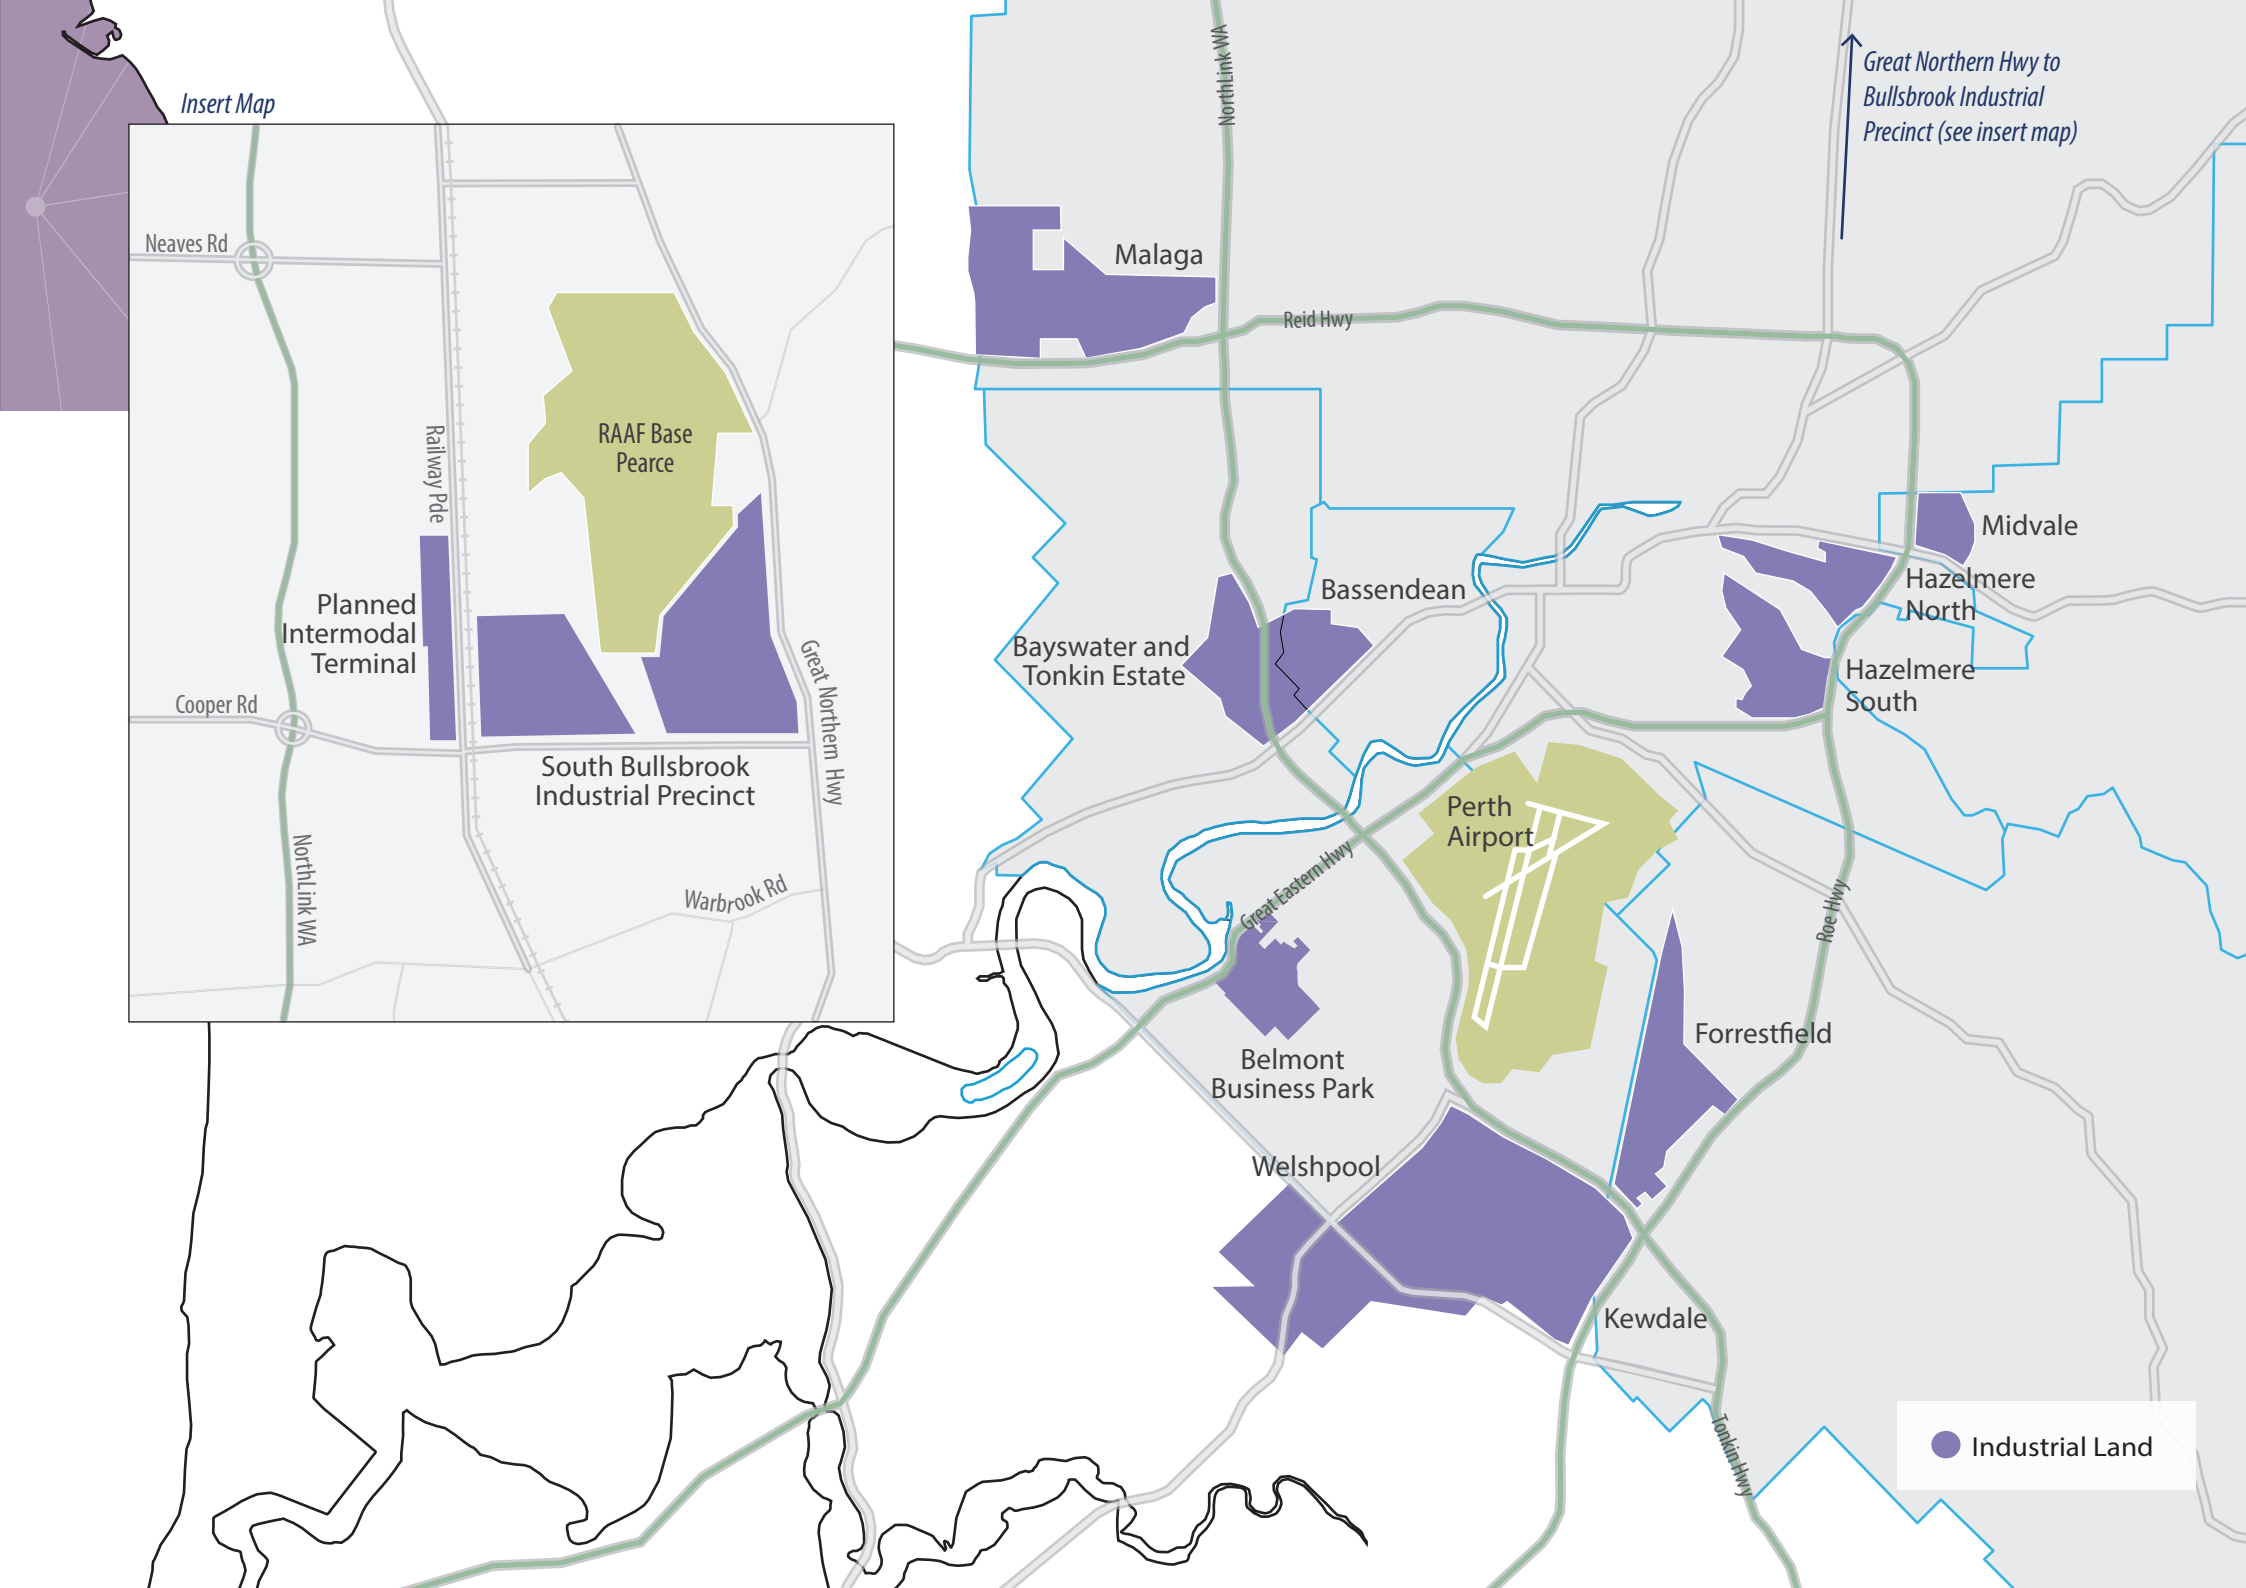 Insert Map
Neaves Rd
Railway Pde
RAAF Base
Pearce
Planned
Intermodal
Terminal
Cooper Rd
South Bullsbrook
Industrial Precinct
Great Northern Hwy
NorthLink WA
Warbrook Rd
NorthLink WA
Great Northern Hwy to
Bullsbrook Industrial
Precinct (see insert map)
Malaga
Reid Hwy
Midvale
Hazelmere
North
Bassendean
Bayswater and
Tonkin Estate
Hazelmere
South
Perth
Airport
Great Eastern Hwy
Roe Hwy
Forrestfield
Belmont
Business Park
Welshpool
Kewdale
Tonkin Hwy
Industrial Land